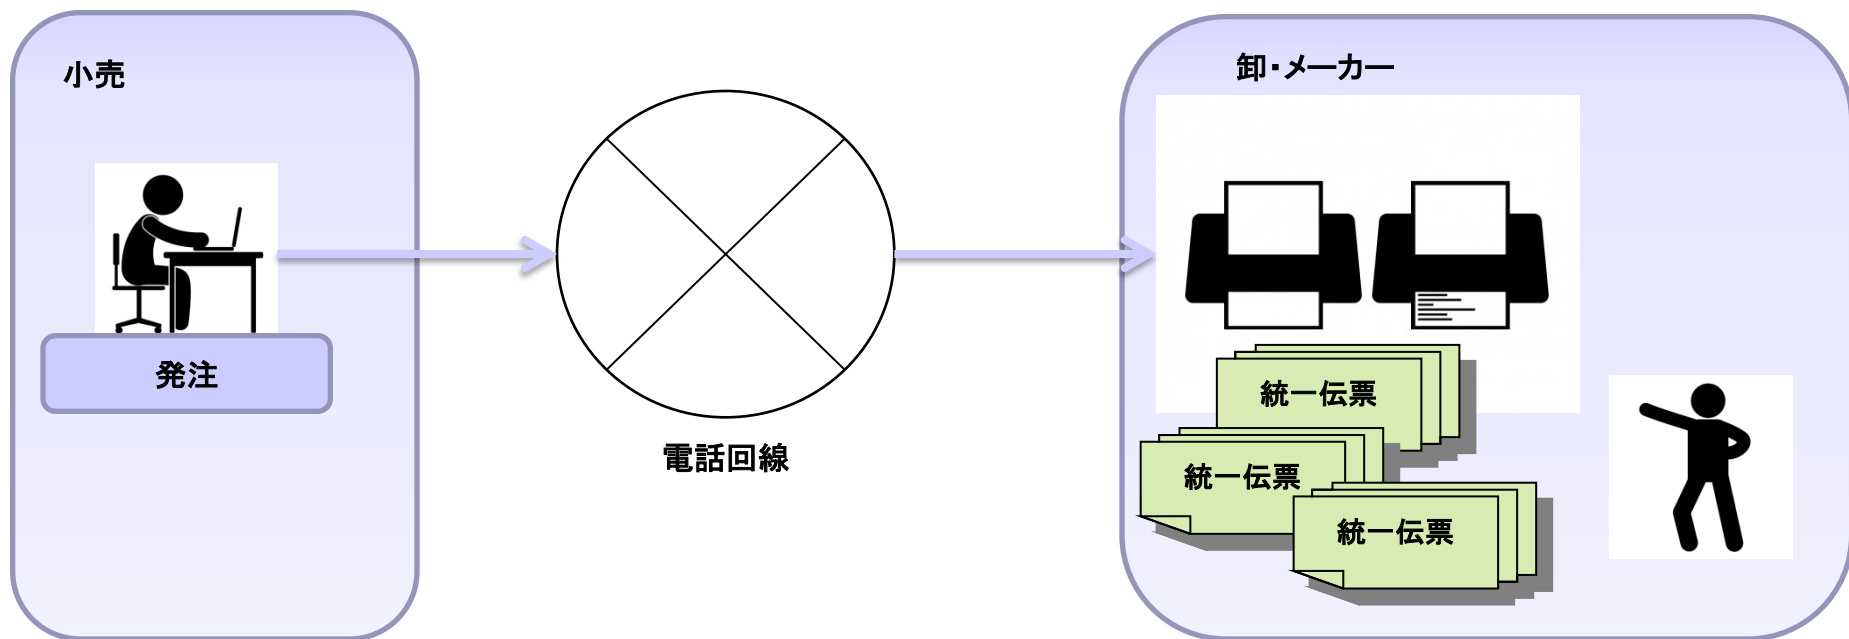 小売
発注
電話回線
卸・メーカー
統一伝票
統一伝票
統一伝票